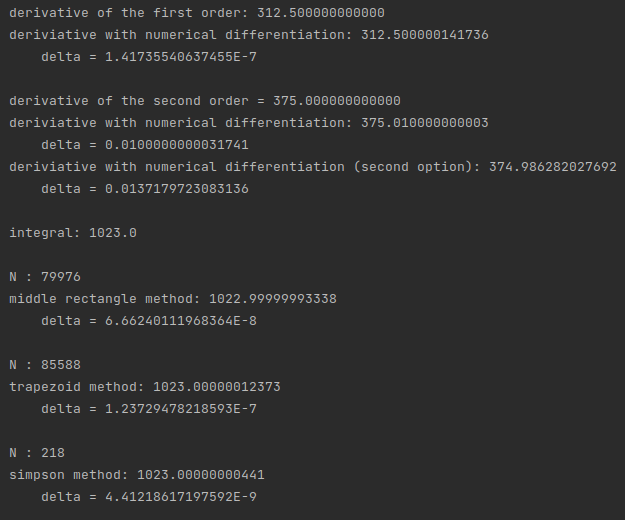 derivative of the first order: 312.500000000000
deriviative with numerical differentiation: 312.500000141736
delta = 1.41735540637455E-7
derivative of the second order = 375.000000000000
deriviative with numerical differentiation: 375.010000000003
delta = 0.0100000000031741
deriviative with numerical differentiation (second option): 374.986282027692
delta = 0.0137179723083136
integral: 1023.0
N : 79976
middle rectangle method: 1022.99999993338
delta = 6.66240111968364E-8
N : 85588
trapezoid method: 1023.00000012373
delta = 1.23729478218593E-7
N : 218
simpson method: 1023.00000000441
delta = 4.41218617197592E-9